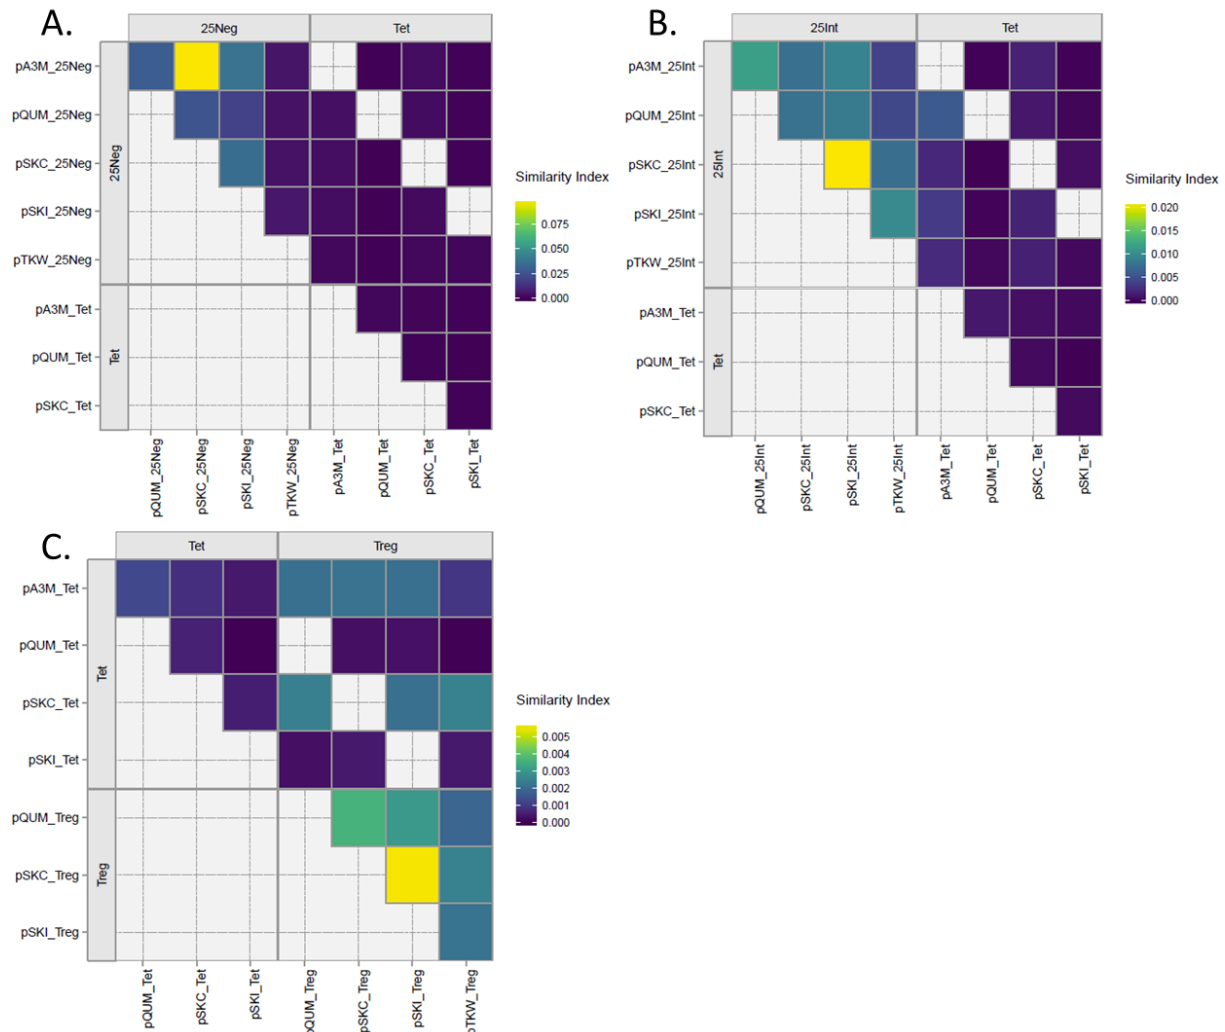 A.
25Neg
Tet
25Neg
Tet
pA3M_25Neg
pQUM_25Neg
pSKC_25Neg
pSKI_25Neg
pTKW_25Neg
pA3M_Tet
pQUM_Tet
pSKC_Tet
pQUM_25Neg
pSKC_25Neg
pSKI_25Neg
pTKW_25Neg
pA3M_Tet
pQUM_Tet
pSKC_Tet
pSKI_Tet
Similarity Index
0.075
0.050
0.025
0.000
B.
25Int
Tet
25Int
Tet
pA3M_25Int
pQUM_25Int
pSKC_25Int
pSKI_25Int
pTKW_25Int
pA3M_Tet
pQUM_Tet
pSKC_Tet
pQUM_25Int
pSKC_25Int
pSKI_25Int
pTKW_25Int
pA3M_Tet
pQUM_Tet
pSKC_Tet
pSKI_Tet
Similarity Index
0.020
0.015
0.010
0.005
0.000
C.
Tet
Treg
Tet
Treg
pA3M_Tet
pQUM_Tet
pSKC_Tet
pSKI_Tet
pQUM_Treg
pSKC_Treg
pSKI_Treg
pQUM_Tet
pSKC_Tet
pSKI_Tet
pQUM_Treg
pSKC_Treg
pSKI_Treg
pTKW_Treg
Similarity Index
0.005
0.004
0.003
0.002
0.001
0.000